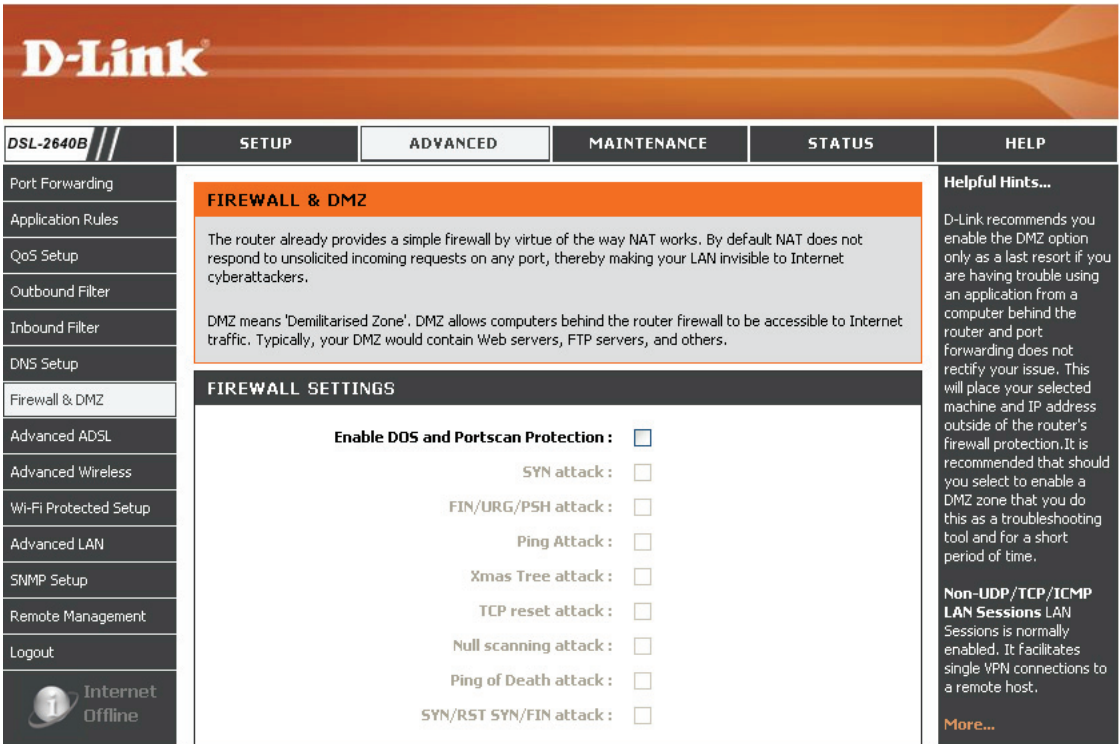 D-Link
DSL-2640B
SETUP
ADVANCED
MAINTENANCE
STATUS
HELP
Port Forwarding
Application Rules
QoS Setup
Outbound Filter
Inbound Filter
DNS Setup
Firewall & DMZ
Advanced ADSL
Advanced Wireless
Wi-Fi Protected Setup
Advanced LAN
SNMP Setup
Remote Management
Logout
Internet
Offline
FIREWALL & DMZ
The router already provides a simple firewall by virtue of the way NAT works. By default NAT does not
respond to unsolicited incoming requests on any port, thereby making your LAN invisible to Internet
cyberattackers.
DMZ means 'Demilitarised Zone'. DMZ allows computers behind the router firewall to be accessible to Internet
traffic. Typically, your DMZ would contain Web servers, FTP servers, and others.
FIREWALL SETTINGS
Enable DOS and Portscan Protection :
SYN attack :
FIN/URG/PSH attack :
Ping Attack :
Xmas Tree attack :
TCP reset attack :
Null scanning attack :
Ping of Death attack :
SYN/RST SYN/FIN attack :
Helpful Hints...
D-Link recommends you
enable the DMZ option
only as a last resort if you
are having trouble using
an application from a
computer behind the
router and port
forwarding does not
rectify your issue. This
will place your selected
machine and IP address
outside of the router's
firewall protection.It is
recommended that should
you select to enable a
DMZ zone that you do
this as a troubleshooting
tool and for a short
period of time.
Non-UDP/TCP/ICMP
LAN Sessions LAN
Sessions is normally
enabled. It facilitates
single VPN connections to
a remote host.
More...